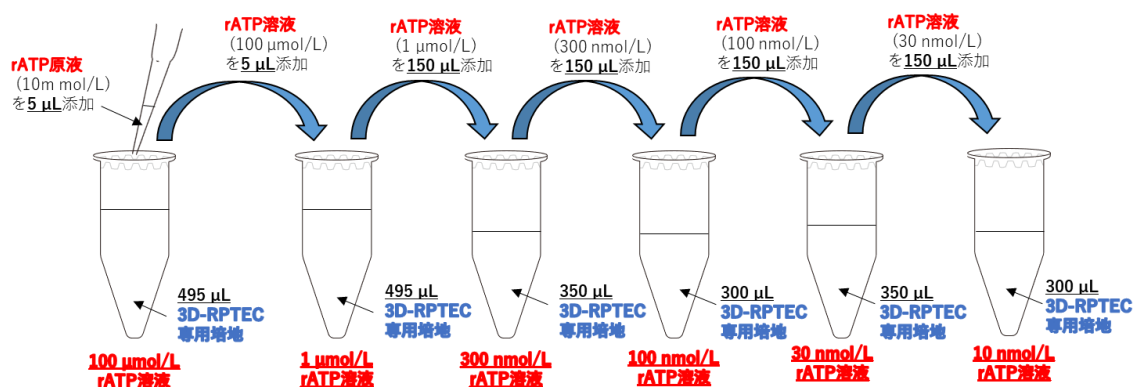 rATP原液
(10m mol/L)
を5 µL添加
rATP溶液
(100 µmol/L)
を5 µL添加
rATP溶液
(1 µmol/L)
を150 µL添加
rATP溶液
(300 nmol/L)
を150 µL添加
rATP溶液
(100 nmol/L)
を150 µL添加
rATP溶液
(30 nmol/L)
を150 µL添加
495 µL
3D-RPTEC
専用培地
495 µL
3D-RPTEC
専用培地
350 µL
3D-RPTEC
専用培地
300 µL
3D-RPTEC
専用培地
350 µL
3D-RPTEC
専用培地
300 µL
3D-RPTEC
専用培地
100 µmol/L
rATP溶液
1 µmol/L
rATP溶液
300 nmol/L
rATP溶液
100 nmol/L
rATP溶液
30 nmol/L
rATP溶液
10 nmol/L
rATP溶液